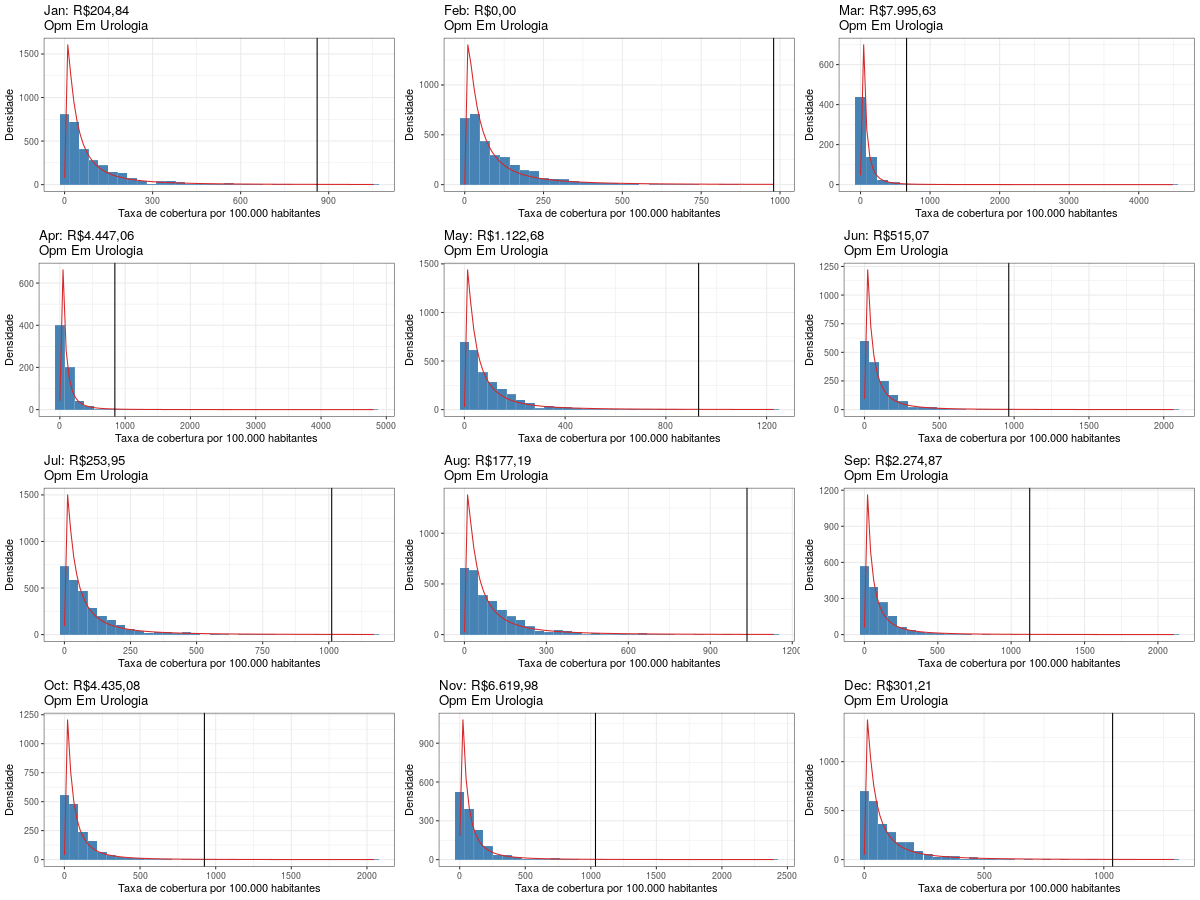 Jan: R$204,84
Opm Em Urologia
1500
1000
500
0
Densidade
0 300 600 900
Taxa de cobertura por 100.000 habitantes
Feb: R$0,00
Opm Em Urologia
1000
500
0
Densidade
0 250 500 750 1000
Taxa de cobertura por 100.000 habitantes
Mar: R$7.995,63
Opm Em Urologia
600
400
200
0
Densidade
0 1000 2000 3000 4000
Taxa de cobertura por 100.000 habitantes
Apr: R$4.447,06
Opm Em Urologia
600
400
200
0
Densidade
0 1000 2000 3000 4000 5000
Taxa de cobertura por 100.000 habitantes
May: R$1.122,68
Opm Em Urologia
1500
1000
500
0
Densidade
0 400 800 1200
Taxa de cobertura por 100.000 habitantes
Jun: R$515,07
Opm Em Urologia
1250
1000
750
500
250
0
Densidade
0 500 1000 1500 2000
Taxa de cobertura por 100.000 habitantes
Jul: R$253,95
Opm Em Urologia
1500
1000
500
0
Densidade
0 250 500 750 1000
Taxa de cobertura por 100.000 habitantes
Aug: R$177,19
Opm Em Urologia
1000
500
0
Densidade
0 300 600 900 1200
Taxa de cobertura por 100.000 habitantes
Sep: R$2.274,87
Opm Em Urologia
1200
900
600
300
0
Densidade
0 500 1000 1500 2000
Taxa de cobertura por 100.000 habitantes
Oct: R$4.435,08
Opm Em Urologia
1250
1000
750
500
250
0
Densidade
0 500 1000 1500 2000
Taxa de cobertura por 100.000 habitantes
Nov: R$6.619,98
Opm Em Urologia
900
600
300
0
Densidade
0 500 1000 1500 2000 2500
Taxa de cobertura por 100.000 habitantes
Dec: R$301,21
Opm Em Urologia
1000
500
0
Densidade
0 500 1000
Taxa de cobertura por 100.000 habitantes